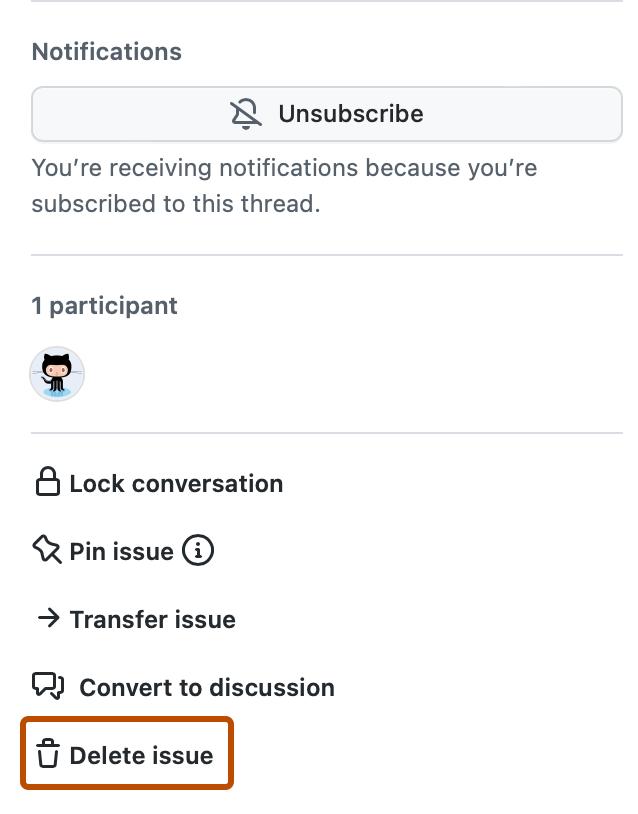 Notifications
Unsubscribe
You’re receiving notifications because you’re
subscribed to this thread.
1 participant
Lock conversation
Pin issue
Transfer issue
Convert to discussion
Delete issue